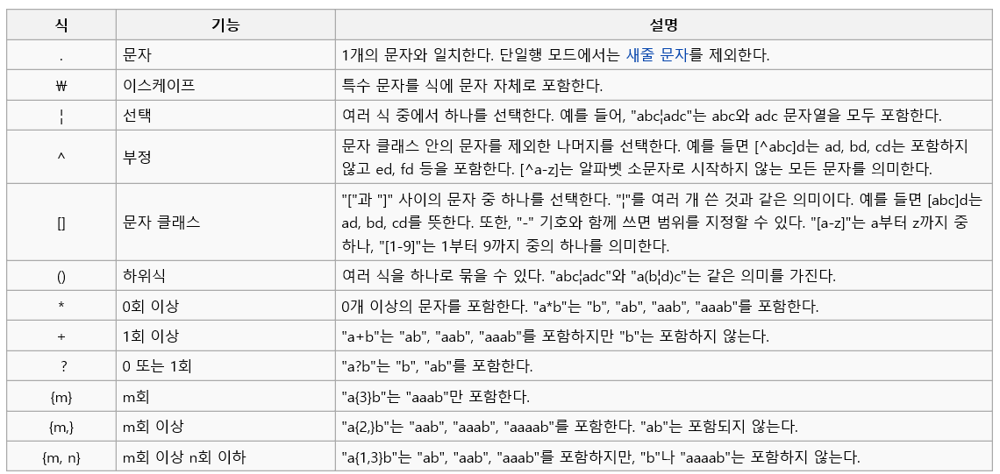 식 기능 설명
. 문자 1개의 문자와 일치한다. 단일행 모드에서는 새줄 문자를 제외한다.
₩ 이스케이프 특수 문자를 식에 문자 자체로 포함한다.
¦ 선택 여러 식 중에서 하나를 선택한다. 예를 들어, "abc¦adc"는 abc와 adc 문자열을 모두 포함한다.
^ 부정 문자 클래스 안의 문자를 제외한 나머지를 선택한다. 예를 들면 [^abc]d는 ad, bd, cd는 포함하지
않고 ed, fd 등을 포함한다. [^a-z]는 알파벳 소문자로 시작하지 않는 모든 문자를 의미한다.
[] 문자 클래스 "["과 "]" 사이의 문자 중 하나를 선택한다. "¦"를 여러 개 쓴 것과 같은 의미이다. 예를 들면 [abc]d는
ad, bd, cd를 뜻한다. 또한, "-" 기호와 함께 쓰면 범위를 지정할 수 있다. "[a-z]"는 a부터 z까지 중
하나, "[1-9]"는 1부터 9까지 중의 하나를 의미한다.
() 하위식 여러 식을 하나로 묶을 수 있다. "abc¦adc"와 "a(b¦d)c"는 같은 의미를 가진다.
* 0회 이상 0개 이상의 문자를 포함한다. "a*b"는 "b", "ab", "aab", "aaab"를 포함한다.
+ 1회 이상 "a+b"는 "ab", "aab", "aaab"를 포함하지만 "b"는 포함하지 않는다.
? 0 또는 1회 "a?b"는 "b", "ab"를 포함한다.
{m} m회 "a{3}b"는 "aaab"만 포함한다.
{m,} m회 이상 "a{2,}b"는 "aab", "aaab", "aaaab"를 포함한다. "ab"는 포함되지 않는다.
{m, n} m회 이상 n회 이하 "a{1,3}b"는 "ab", "aab", "aaab"를 포함하지만, "b"나 "aaaab"는 포함하지 않는다.